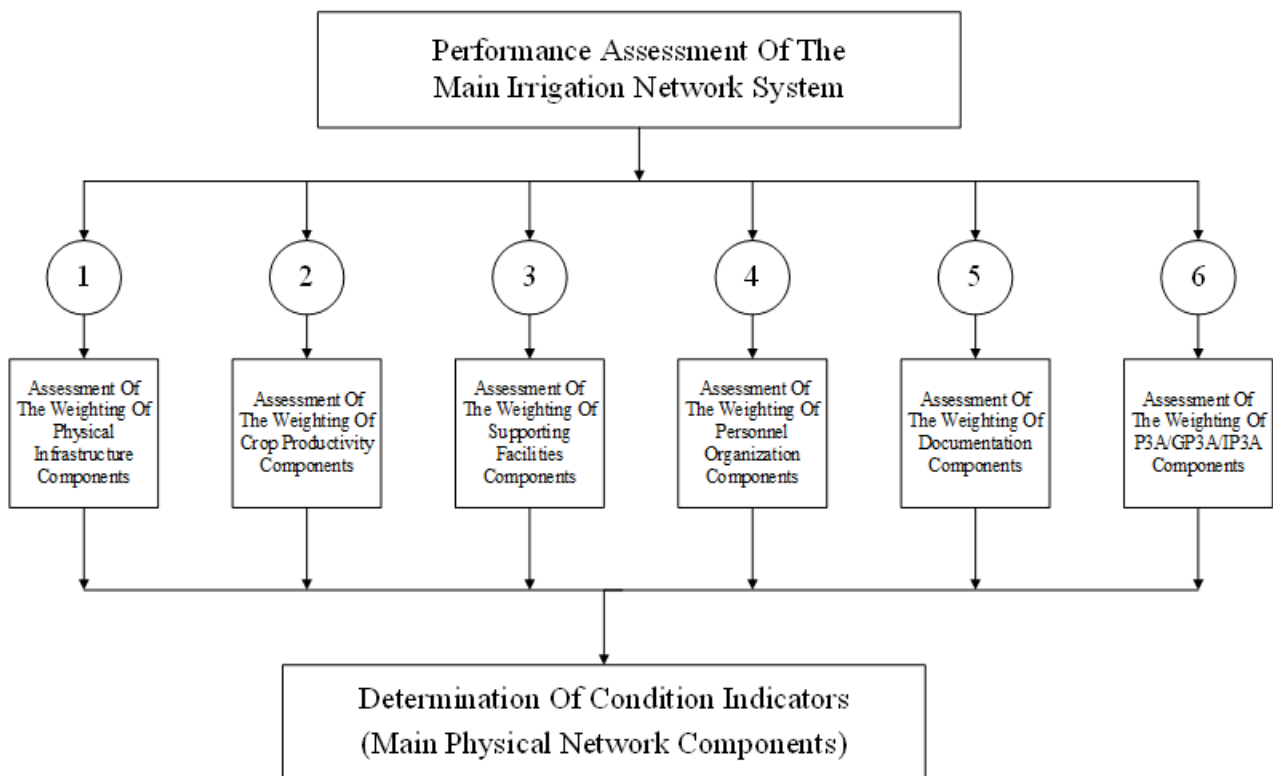 Performance Assessment Of The
Main Irrigation Network System
1
2
3
4
5
6
Assessment Of
The Weighting Of
Physical
Infrastructure
Components
Assessment Of
The Weighting Of
Crop Productivity
Components
Assessment Of
The Weighting Of
Supporting
Facilities
Components
Assessment Of
The Weighting Of
Personnel
Organization
Components
Assessment Of
The Weighting Of
Documentation
Components
Assessment Of
The Weighting Of
P3A/GP3A/IP3A
Components
Determination Of Condition Indicators
(Main Physical Network Components)